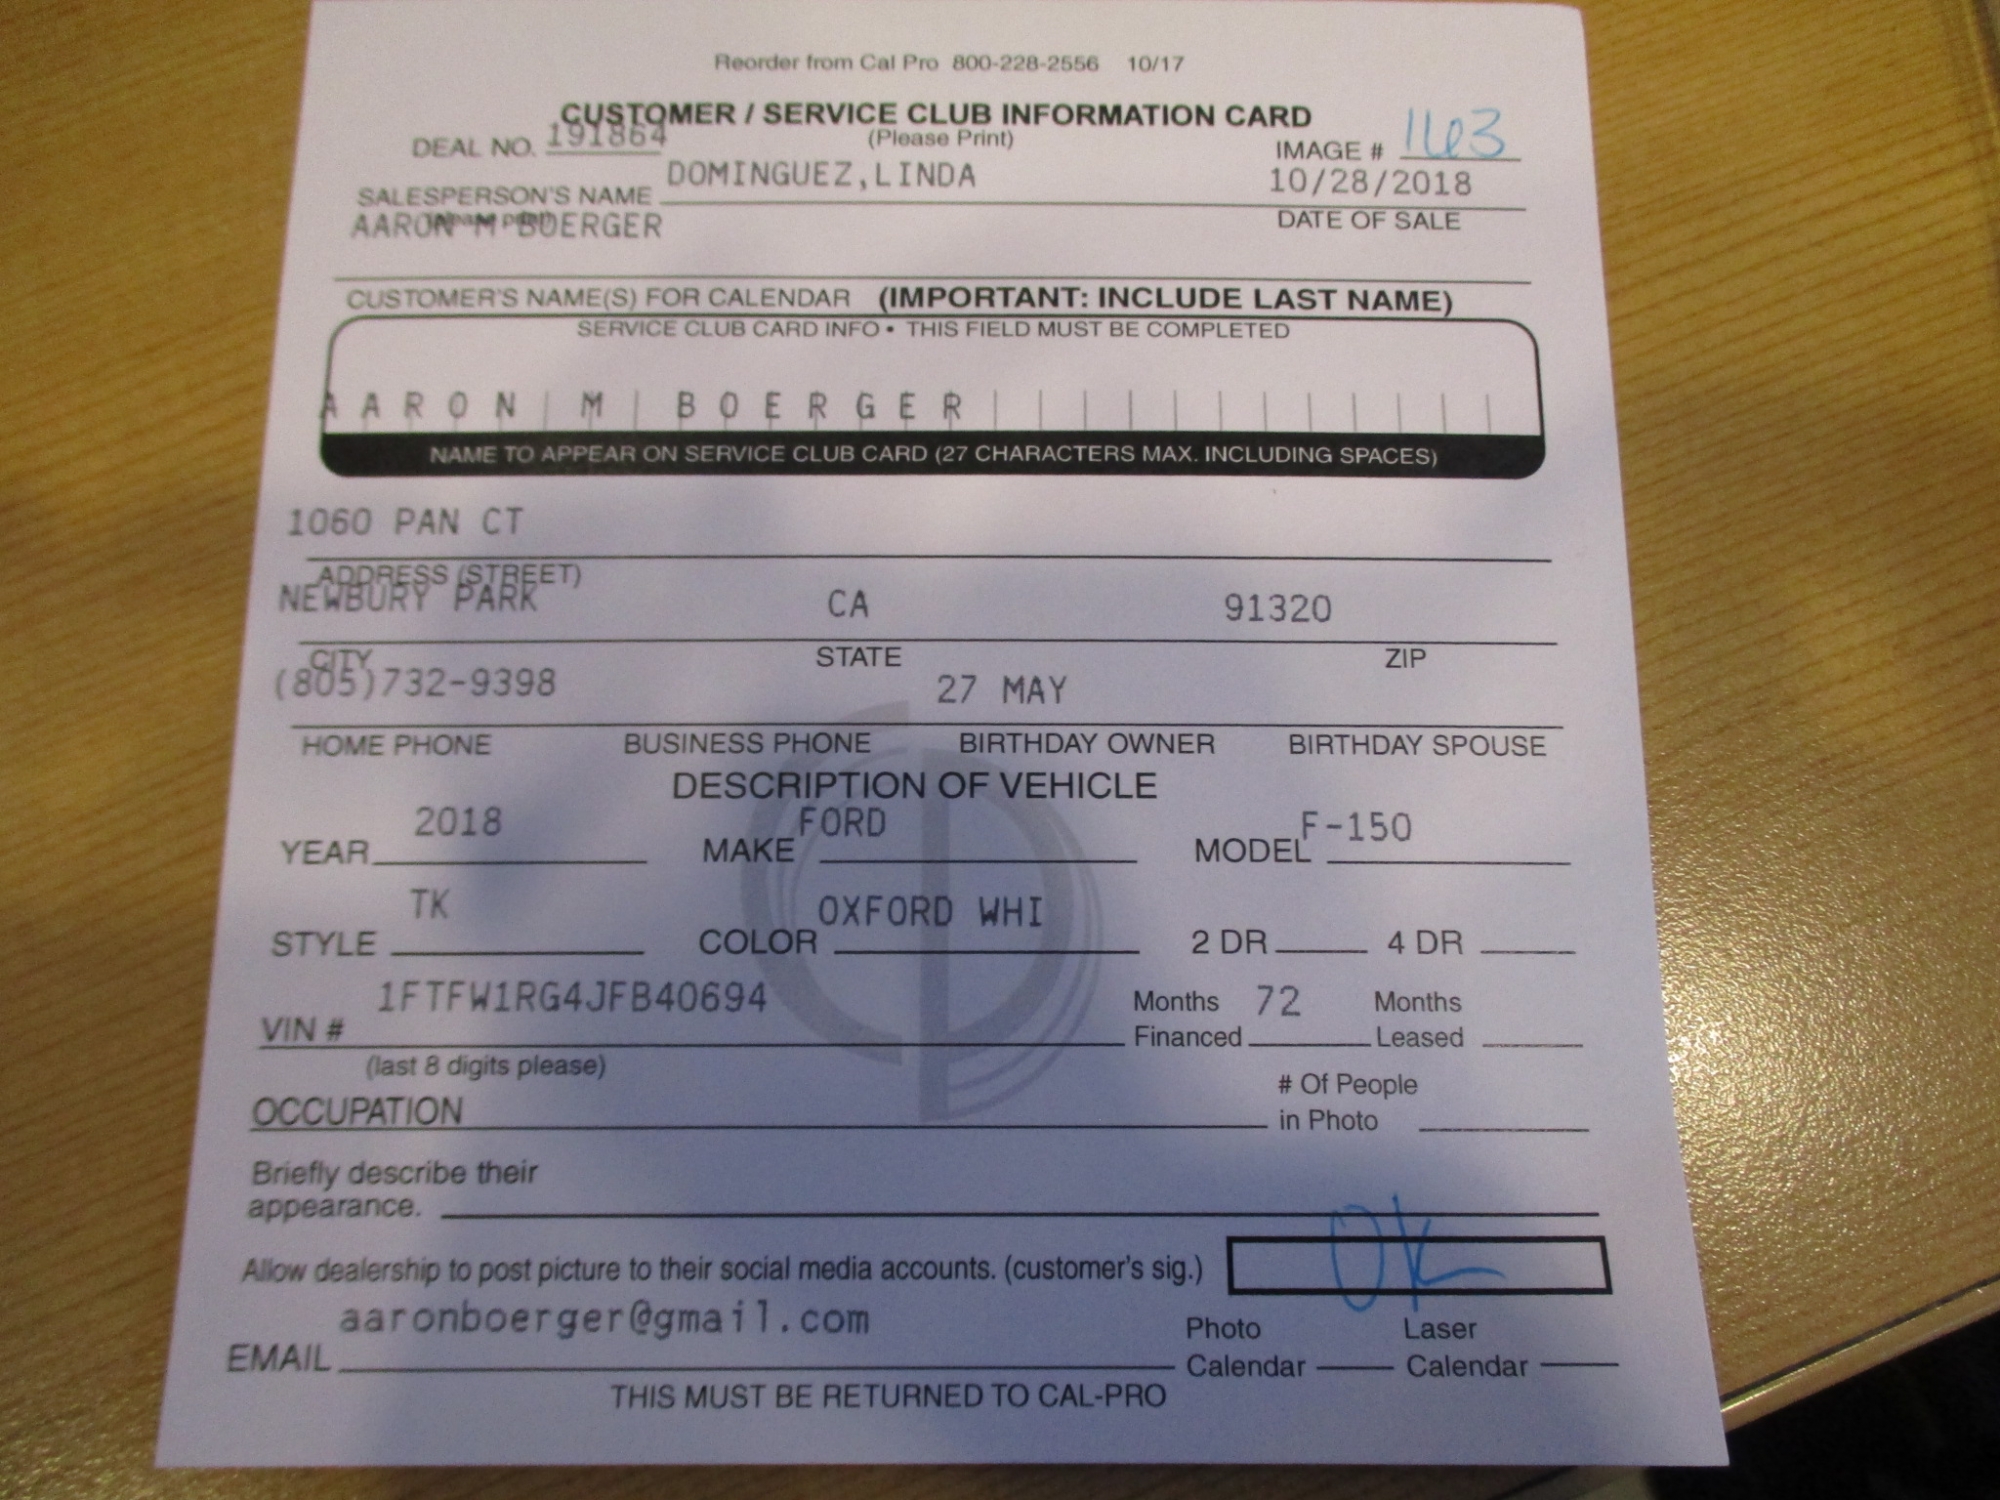 Reorder from Cal Pro 800-228-2556 10/17
CUSTOMER / SERVICE CLUB INFORMATION CARD
(Please Print)
DEAL NO. 191864
IMAGE # 163
SALESPERSON'S NAME DOMINGUEZ,LINDA
10/28/2018
(please print)
DATE OF SALE
AARON M BOERGER
CUSTOMER'S NAME(S) FOR CALENDAR (IMPORTANT: INCLUDE LAST NAME)
SERVICE CLUB CARD INFO • THIS FIELD MUST BE COMPLETED
AARON M BOERGER
NAME TO APPEAR ON SERVICE CLUB CARD (27 CHARACTERS MAX. INCLUDING SPACES)
1060 PAN CT
ADDRESS (STREET)
NEWBURY PARK CA 91320
CITY STATE ZIP
(805)732-9398 27 MAY
HOME PHONE BUSINESS PHONE BIRTHDAY OWNER BIRTHDAY SPOUSE
DESCRIPTION OF VEHICLE
YEAR 2018 MAKE FORD MODEL F-150
STYLE TK COLOR OXFORD WHI 2 DR 4 DR
VIN # 1FTFW1RG4JFB40694 Months Financed 72 Months Leased
(last 8 digits please)
OCCUPATION # Of People in Photo
Briefly describe their
appearance.
Allow dealership to post picture to their social media accounts. (customer's sig.) OK
EMAIL aaronboerger@gmail.com Photo Calendar Laser Calendar
THIS MUST BE RETURNED TO CAL-PRO